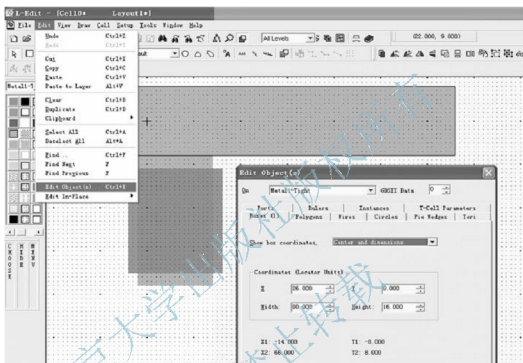 L-Edit - [Cell0* Layout1*]
File Edit View Draw Cell Setup Tools Window Help
All Levels
(22.000, 9.000)
Undo Ctrl+Z
Cut Ctrl+X
Copy Ctrl+C
Paste Ctrl+V
Paste to Layer Alt+V
Clear Ctrl+B
Duplicate Ctrl+D
Clipboard
Select All Ctrl+A
Deselect All Alt+A
Find... Ctrl+F
Find Next F
Find Previous P
Edit Object(s) Ctrl+E
Edit In-Place
Edit Object(s)
On Metal1-Tight GDSII Data 0
Ports Rulers Instances T-Cell Parameters
Boxes (1) Polygons Wires Circles Pie Wedges Tori
Show box coordinates, Center and dimensions
Coordinates (Locator Units)
X 26.000 Y 0.000
Width: 80.000 Height: 16.000
X1: -14.000 Y1: -8.000
X2: 66.000 Y2: 8.000